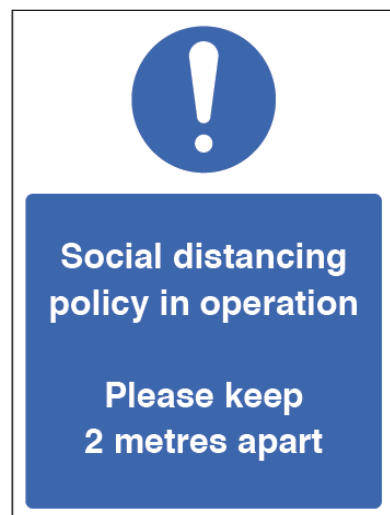 Social distancing
policy in operation
Please keep
2 metres apart